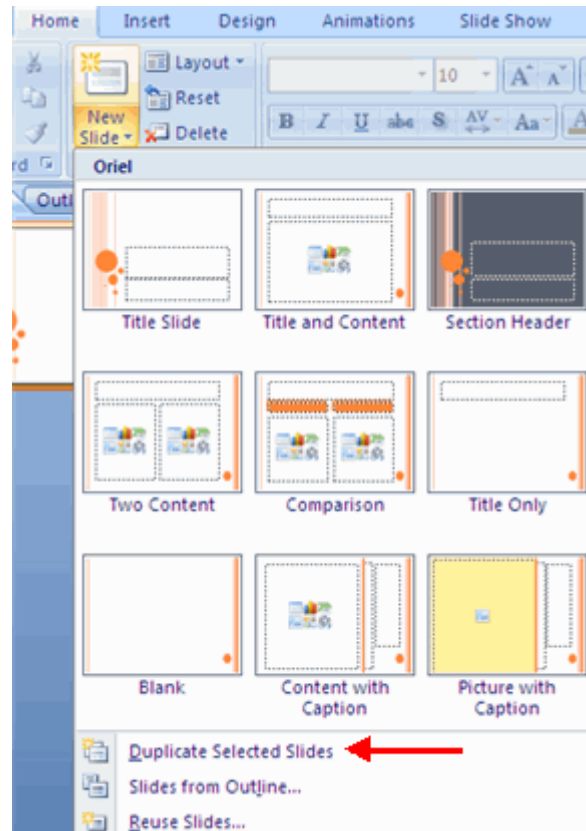 Home Insert Design Animations Slide Show
Layout
Reset
New
Slide
Delete
10 A A
B I U abe S AV Aa A
rd
Outl
Oriel
Title Slide Title and Content Section Header
Two Content Comparison Title Only
Blank Content with Caption Picture with Caption
Duplicate Selected Slides
Slides from Outline...
Reuse Slides...